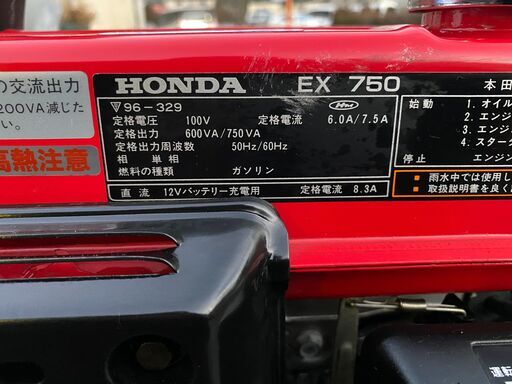 の交流出力
200VA減じた
さい。
高熱注意
HONDA EX 750
▽96-329
定格電圧 100V 定格電流 6.0A/7.5A
定格出力 600VA/750VA
定格出力周波数 50Hz/60Hz
相 単相
燃料の種類 ガソリン
直流 12Vバッテリー充電用 定格電流 8.3A
本田
始動 1. オイル
2. エンジ
3. エンジ
4. スター
停止 エンジン
■ 雨水中では使用し
■ 取扱説明書を良く
運転